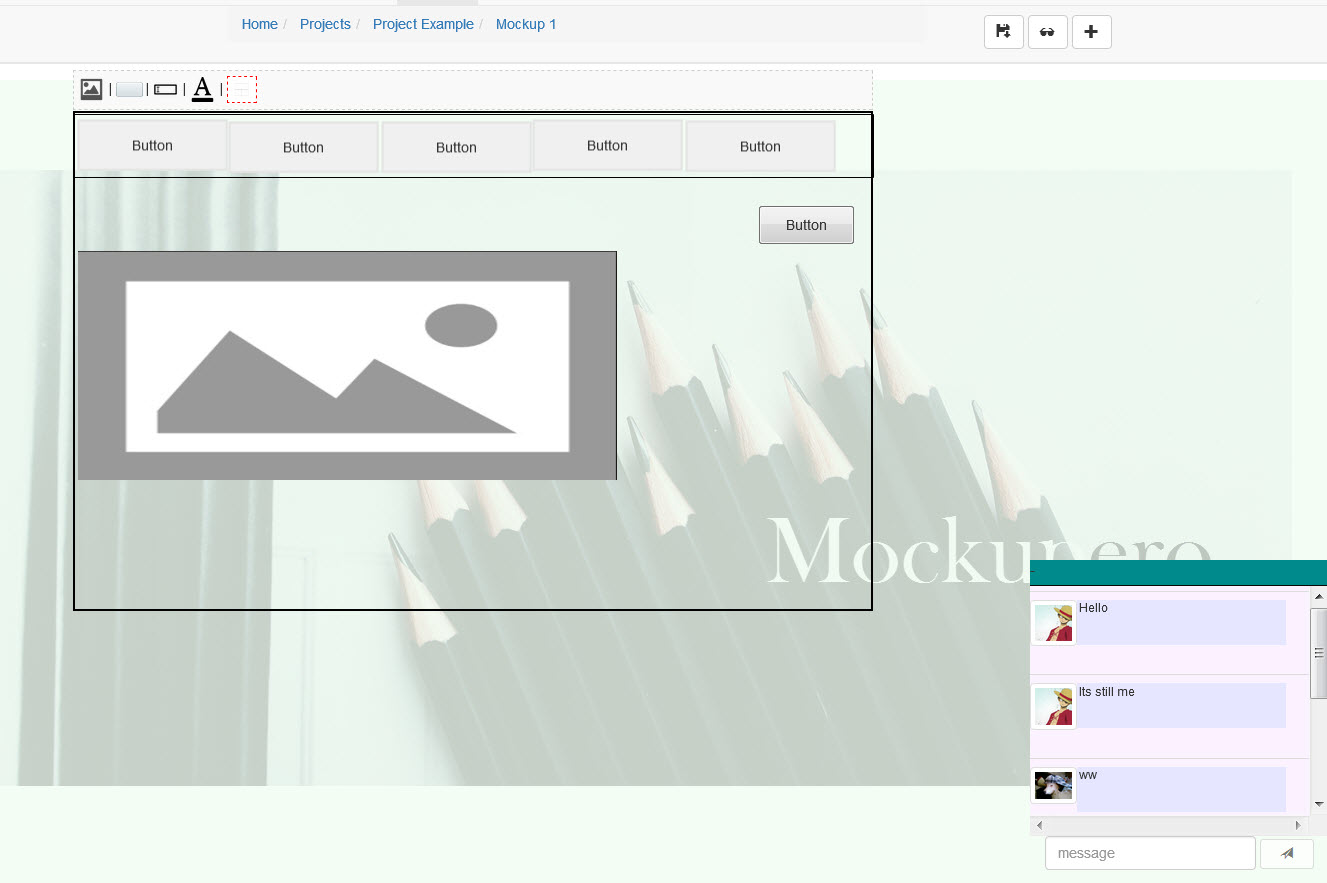 Home / Projects / Project Example / Mockup 1
| | | A |
Button Button Button Button Button
Button
Mockupero
Hello
Its still me
ww
message